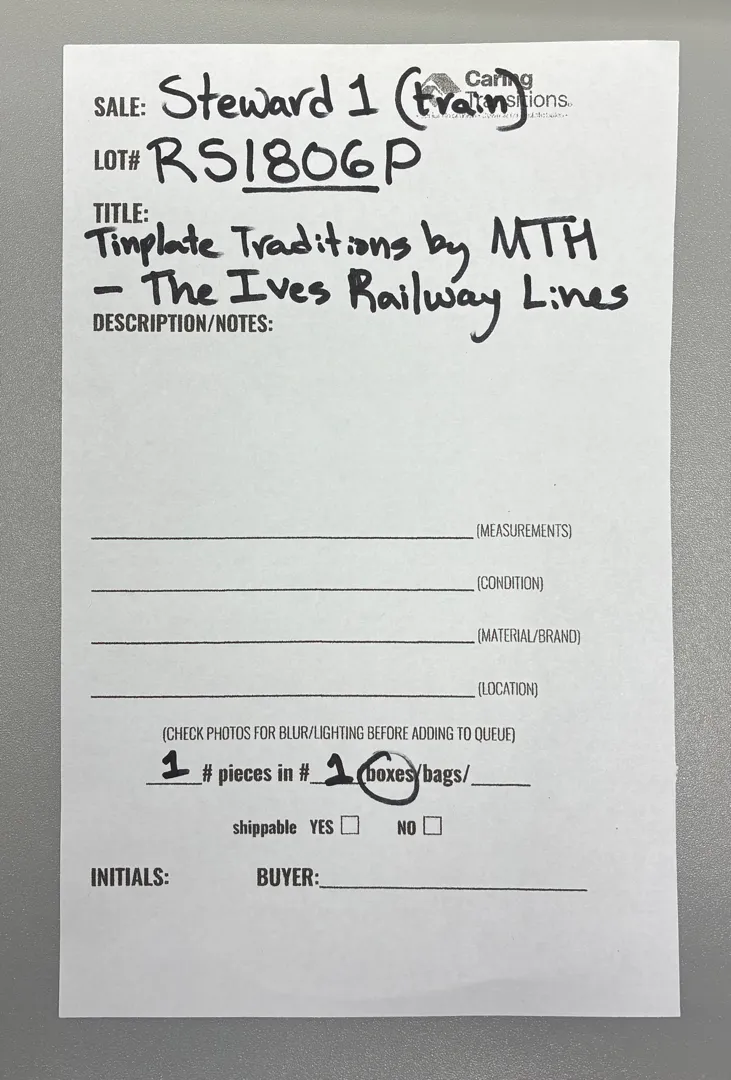 Caring
Transitions
SALE: Steward 1 (train)
LOT# RS1806P
TITLE:
Tinplate Traditions by MTH
- The Ives Railway Lines
DESCRIPTION/NOTES:
(MEASUREMENTS)
(CONDITION)
(MATERIAL/BRAND)
(LOCATION)
(CHECK PHOTOS FOR BLUR/LIGHTING BEFORE ADDING TO QUEUE)
1 # pieces in # 1 boxes/bags/
shippable YES NO
INITIALS: BUYER: